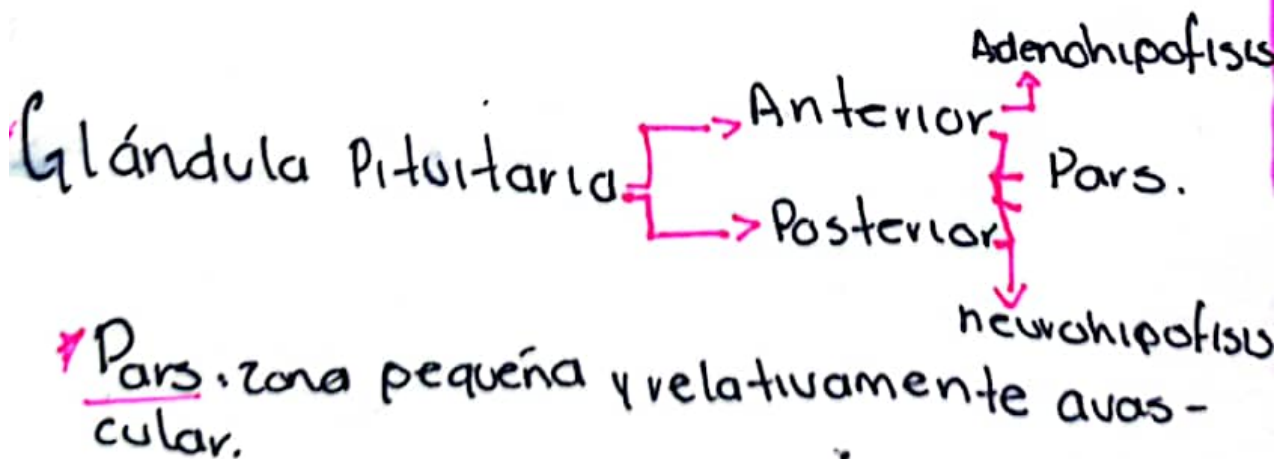 Adenohipofisis
Anterior
Glándula Pituitaria
Pars.
Posterior
neurohipofisis
Pars. zona pequeña y relativamente avas-
cular.